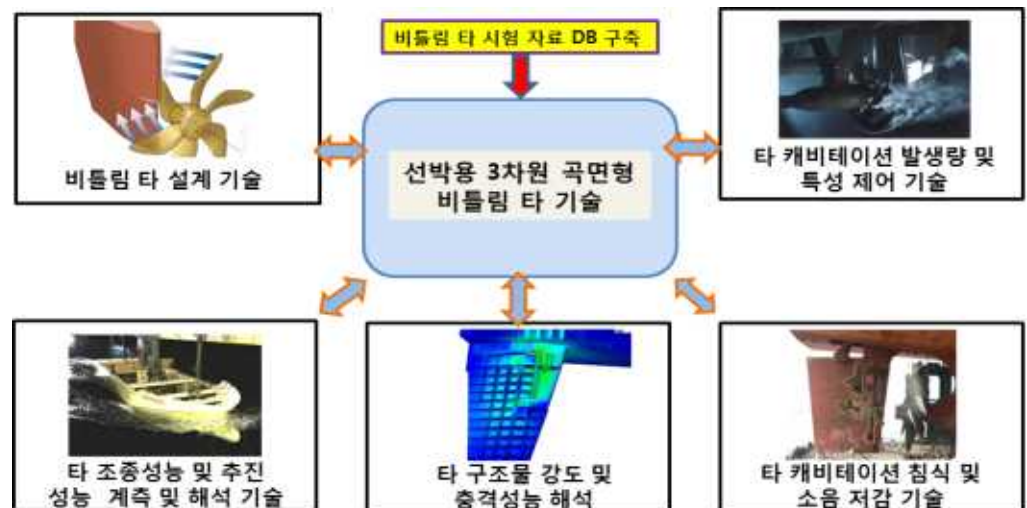 비틀림 타 시험 자료 DB 구축
비틀림 타 설계 기술
선박용 3차원 곡면형
비틀림 타 기술
타 캐비테이션 발생량 및
특성 제어 기술
타 조종성능 및 추진
성능 계측 및 해석 기술
타 구조물 강도 및
충격성능 해석
타 캐비테이션 침식 및
소음 저감 기술